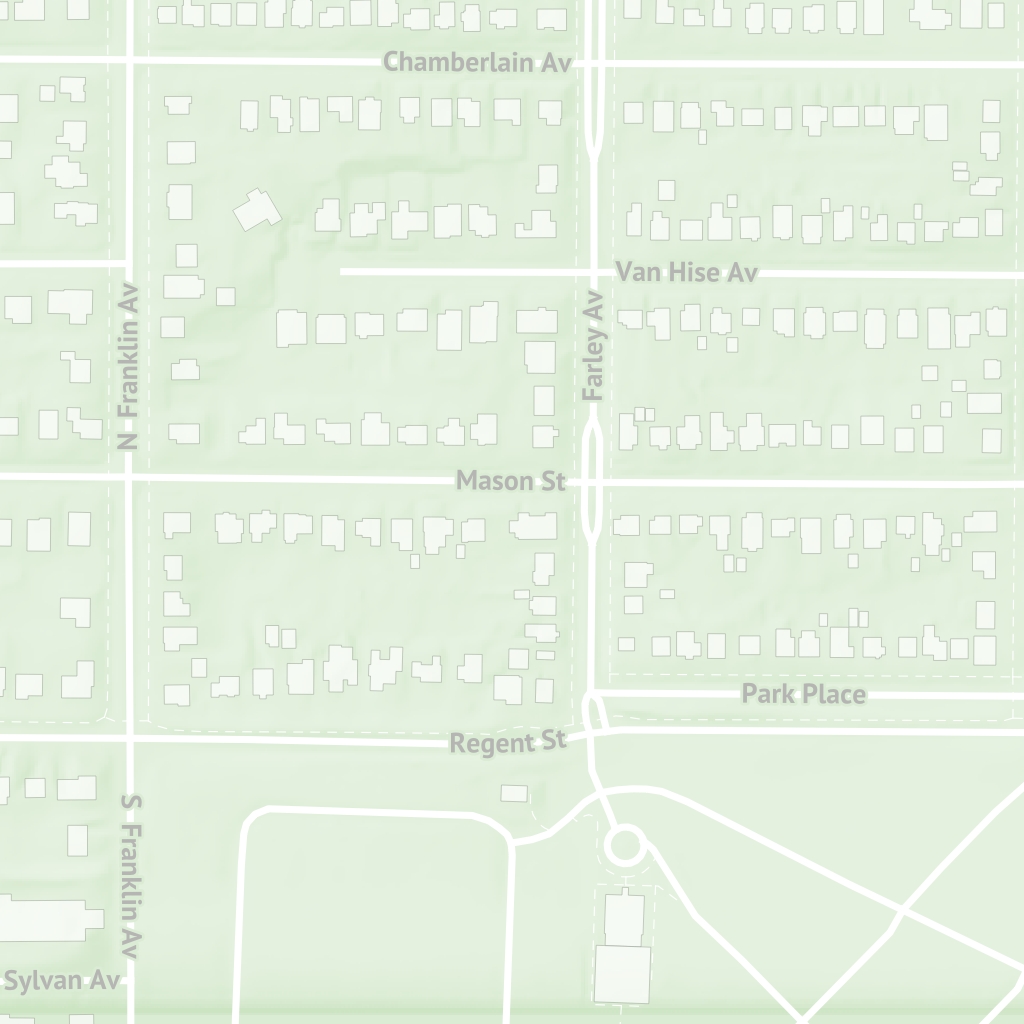 Chamberlain Av
Van Hise Av
N Franklin Av
Farley Av
Mason St
Park Place
Regent St
S Franklin Av
Sylvan Av